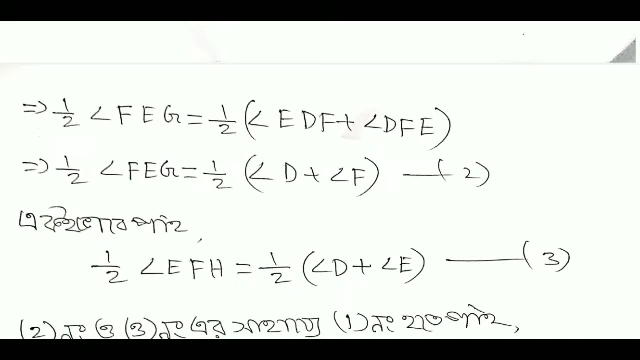 ⇒ 1/2 ∠FEG = 1/2 (∠EDF + ∠DFE)
⇒ 1/2 ∠FEG = 1/2 (∠D + ∠F) —(2)
একইভাবে পাই,
1/2 ∠EFH = 1/2 (∠D + ∠E) ——(3)
(2) নং ও (3) নং এর সাহায্যে (1) নং হতে পাই,